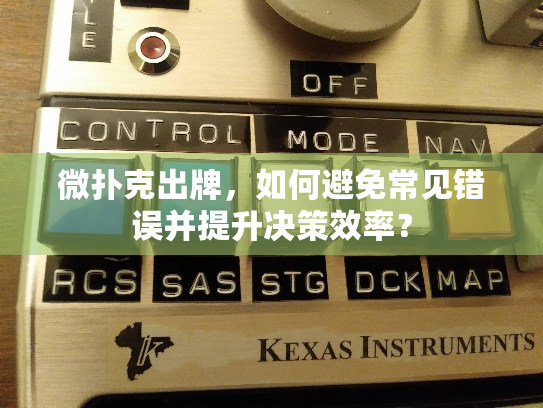 YLE
OFF
CONTROL MODE NAV
微扑克出牌，如何避免常见错
误并提升决策效率？
RCS SAS STG DCK MAP
KEXAS INSTRUMENTS